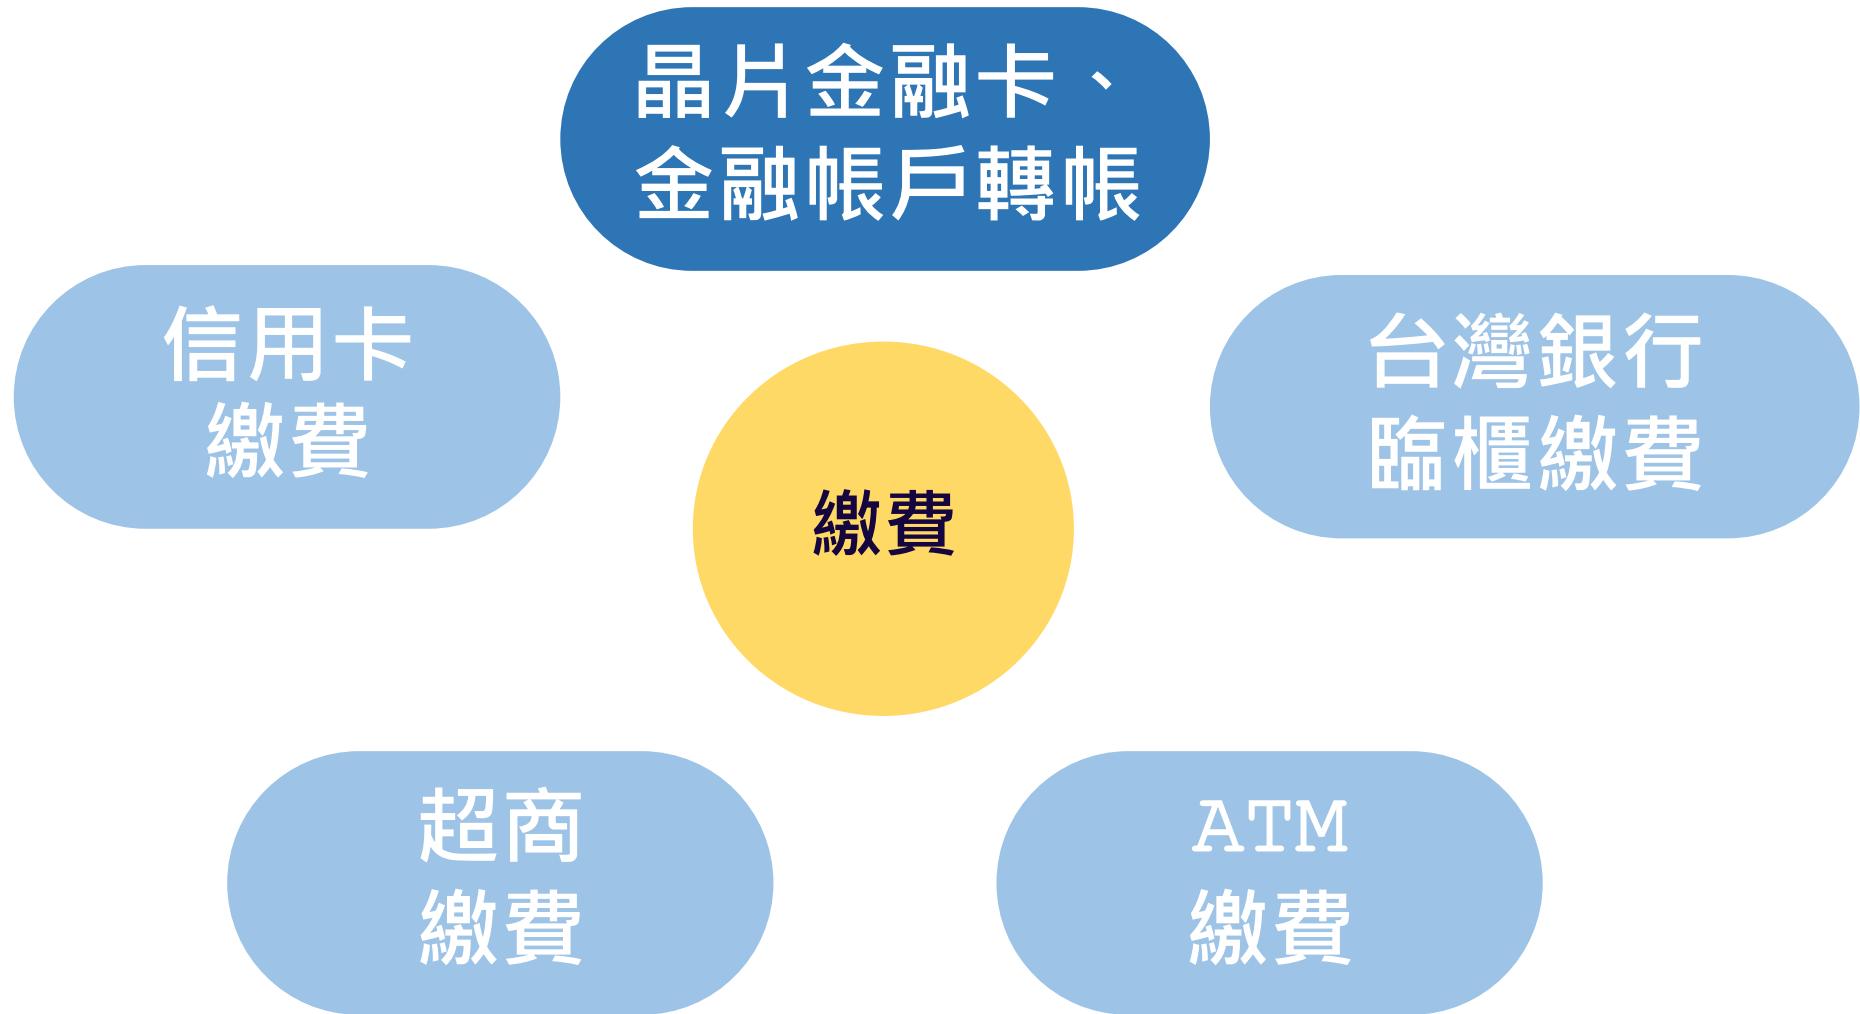 晶片金融卡、
金融帳戶轉帳
信用卡
繳費
台灣銀行
臨櫃繳費
繳費
超商
繳費
ATM
繳費